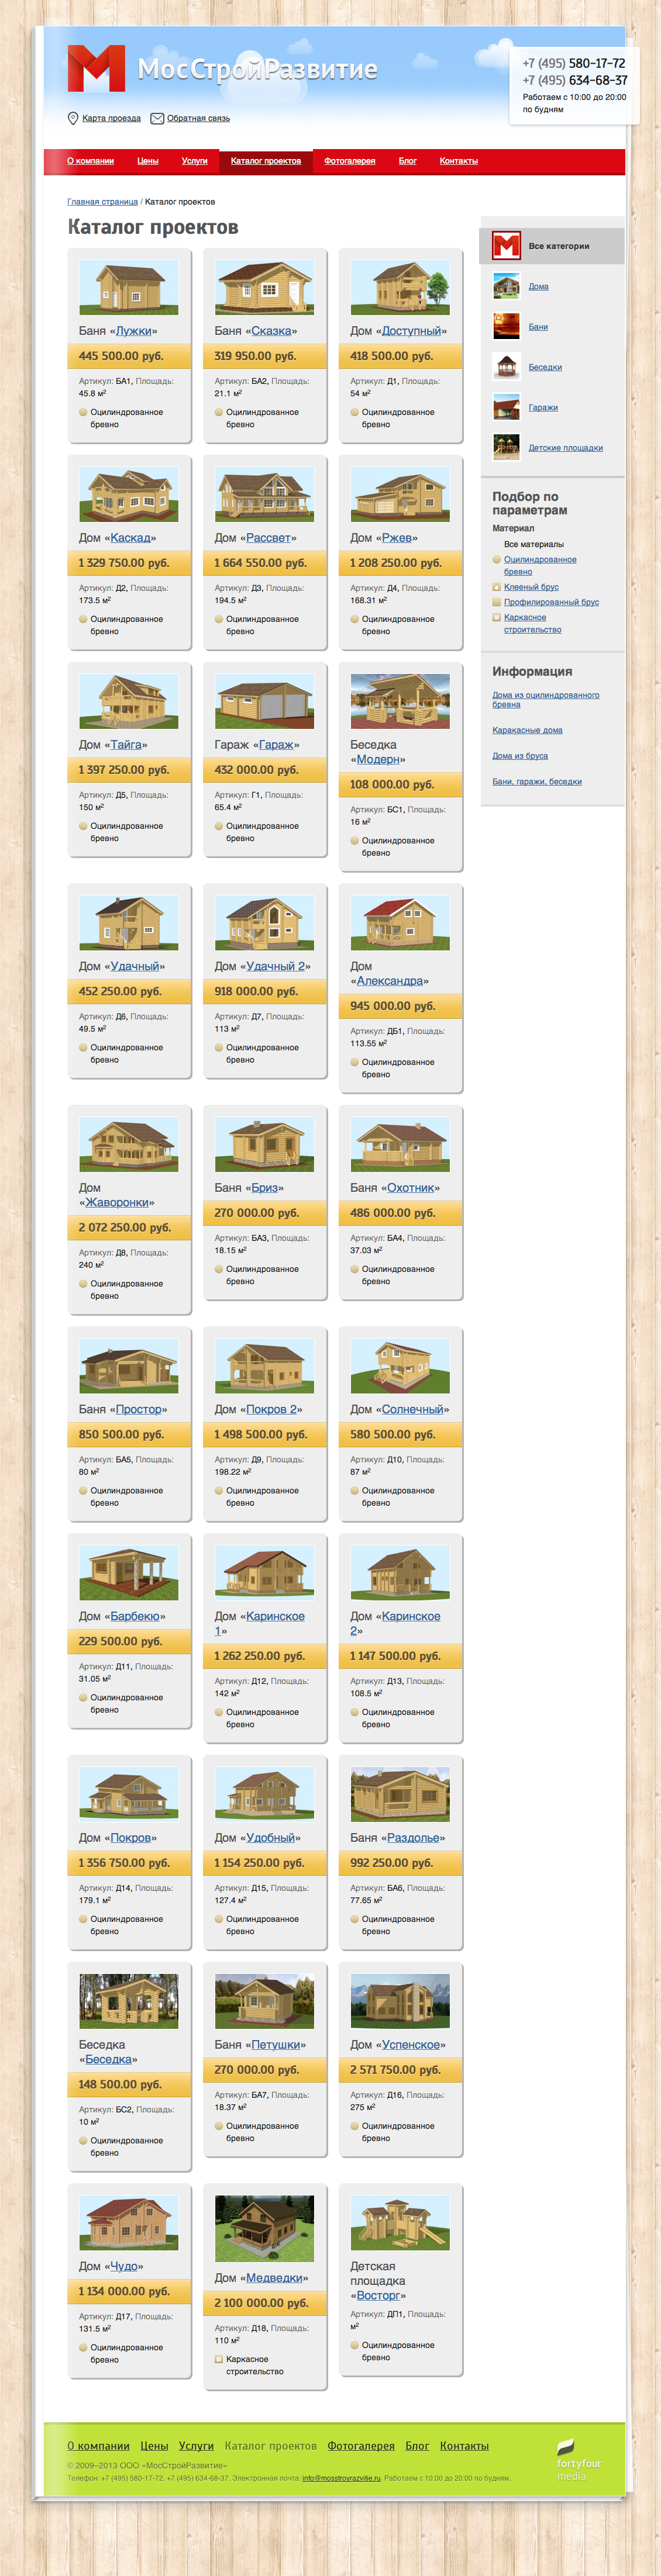 МосСтройРазвитие
+7 (495) 580-17-72
+7 (495) 634-68-37
Работаем с 10:00 до 20:00
по будням
Карта проезда Обратная связь
О компании Цены Услуги Каталог проектов Фотогалерея Блог Контакты
Главная страница / Каталог проектов
Каталог проектов
Баня «Лужки»
445 500.00 руб.
Артикул: БА1, Площадь:
45.8 м²
Оцилиндрованное
бревно
Баня «Сказка»
319 950.00 руб.
Артикул: БА2, Площадь:
21.1 м²
Оцилиндрованное
бревно
Дом «Доступный»
418 500.00 руб.
Артикул: Д1, Площадь:
54 м²
Оцилиндрованное
бревно
Дом «Каскад»
1 329 750.00 руб.
Артикул: Д2, Площадь:
173.5 м²
Оцилиндрованное
бревно
Дом «Рассвет»
1 664 550.00 руб.
Артикул: Д3, Площадь:
194.5 м²
Оцилиндрованное
бревно
Дом «Ржев»
1 208 250.00 руб.
Артикул: Д4, Площадь:
168.31 м²
Оцилиндрованное
бревно
Дом «Тайга»
1 397 250.00 руб.
Артикул: Д5, Площадь:
150 м²
Оцилиндрованное
бревно
Гараж «Гараж»
432 000.00 руб.
Артикул: Г1, Площадь:
65.4 м²
Оцилиндрованное
бревно
Беседка
«Модерн»
108 000.00 руб.
Артикул: БС1, Площадь:
16 м²
Оцилиндрованное
бревно
Дом «Удачный»
452 250.00 руб.
Артикул: Д6, Площадь:
49.5 м²
Оцилиндрованное
бревно
Дом «Удачный 2»
918 000.00 руб.
Артикул: Д7, Площадь:
113 м²
Оцилиндрованное
бревно
Дом
«Александра»
945 000.00 руб.
Артикул: ДБ1, Площадь:
113.55 м²
Оцилиндрованное
бревно
Дом
«Жаворонки»
2 072 250.00 руб.
Артикул: Д8, Площадь:
240 м²
Оцилиндрованное
бревно
Баня «Бриз»
270 000.00 руб.
Артикул: БА3, Площадь:
18.15 м²
Оцилиндрованное
бревно
Баня «Охотник»
486 000.00 руб.
Артикул: БА4, Площадь:
37.03 м²
Оцилиндрованное
бревно
Баня «Простор»
850 500.00 руб.
Артикул: БА5, Площадь:
80 м²
Оцилиндрованное
бревно
Дом «Покров 2»
1 498 500.00 руб.
Артикул: Д9, Площадь:
198.22 м²
Оцилиндрованное
бревно
Дом «Солнечный»
580 500.00 руб.
Артикул: Д10, Площадь:
87 м²
Оцилиндрованное
бревно
Дом «Барбекю»
229 500.00 руб.
Артикул: Д11, Площадь:
31.05 м²
Оцилиндрованное
бревно
Дом «Каринское
1»
1 262 250.00 руб.
Артикул: Д12, Площадь:
142 м²
Оцилиндрованное
бревно
Дом «Каринское
2»
1 147 500.00 руб.
Артикул: Д13, Площадь:
108.5 м²
Оцилиндрованное
бревно
Дом «Покров»
1 356 750.00 руб.
Артикул: Д14, Площадь:
179.1 м²
Оцилиндрованное
бревно
Дом «Удобный»
1 154 250.00 руб.
Артикул: Д15, Площадь:
127.4 м²
Оцилиндрованное
бревно
Баня «Раздолье»
992 250.00 руб.
Артикул: БА6, Площадь:
77.65 м²
Оцилиндрованное
бревно
Беседка
«Беседка»
148 500.00 руб.
Артикул: БС2, Площадь:
10 м²
Оцилиндрованное
бревно
Баня «Петушки»
270 000.00 руб.
Артикул: БА7, Площадь:
18.37 м²
Оцилиндрованное
бревно
Дом «Успенское»
2 571 750.00 руб.
Артикул: Д16, Площадь:
275 м²
Оцилиндрованное
бревно
Дом «Чудо»
1 134 000.00 руб.
Артикул: Д17, Площадь:
131.5 м²
Оцилиндрованное
бревно
Дом «Медведки»
2 100 000.00 руб.
Артикул: Д18, Площадь:
110 м²
Каркасное
строительство
Детская
площадка
«Восторг»
Артикул: ДП1, Площадь:
м²
Оцилиндрованное
бревно
Все категории
Дома
Бани
Беседки
Гаражи
Детские площадки
Подбор по
параметрам
Материал
Все материалы
Оцилиндрованное
бревно
Клееный брус
Профилированный брус
Каркасное
строительство
Информация
Дома из оцилиндрованного
бревна
Каракасные дома
Дома из бруса
Бани, гаражи, беседки
О компании Цены Услуги Каталог проектов Фотогалерея Блог Контакты
© 2009–2013 ООО «МосСтройРазвитие»
Телефон: +7 (495) 580-17-72, +7 (495) 634-68-37. Электронная почта: info@mosstroyrazvitie.ru. Работаем с 10:00 до 20:00 по будням.
fortyfour
media